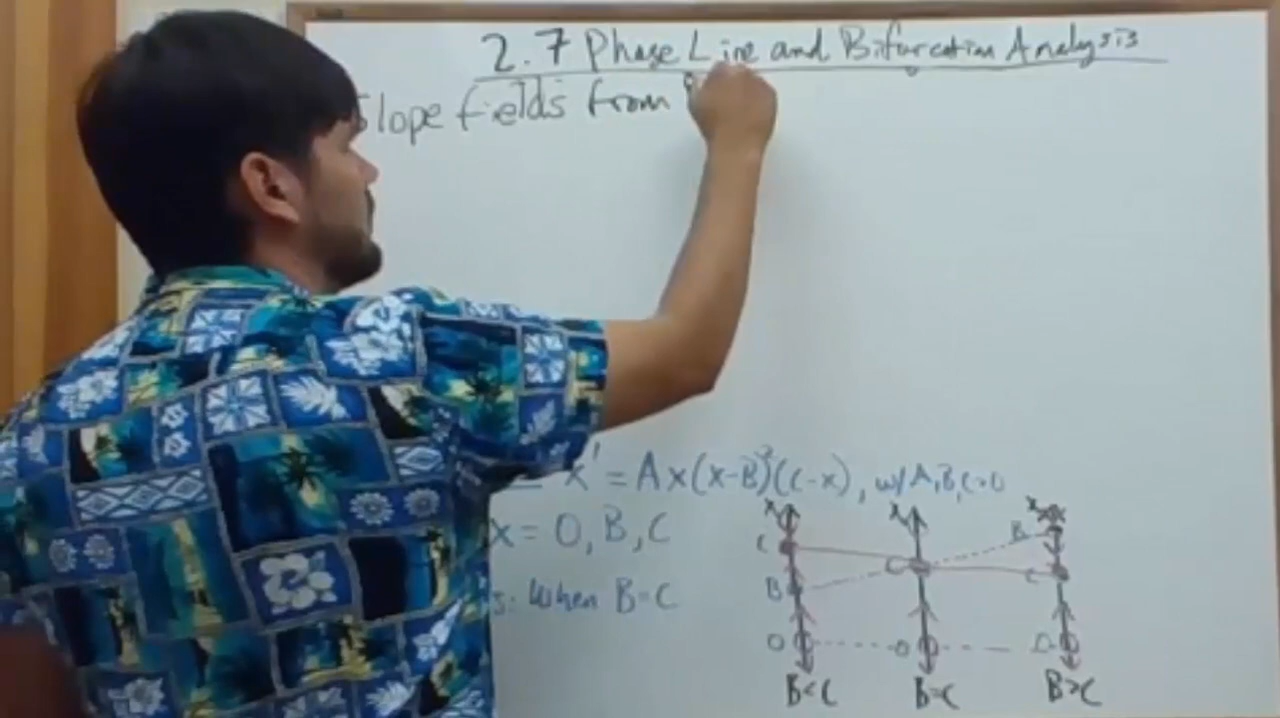 2.7 Phase Line and Bifurcation Analysis
Slope fields from
x' = Ax(x-B)²(C-x), w/ A,B,C>0
x = 0, B, C
When B=C
x x x
C C B
B C
0 0 0
B<C B=C B>C